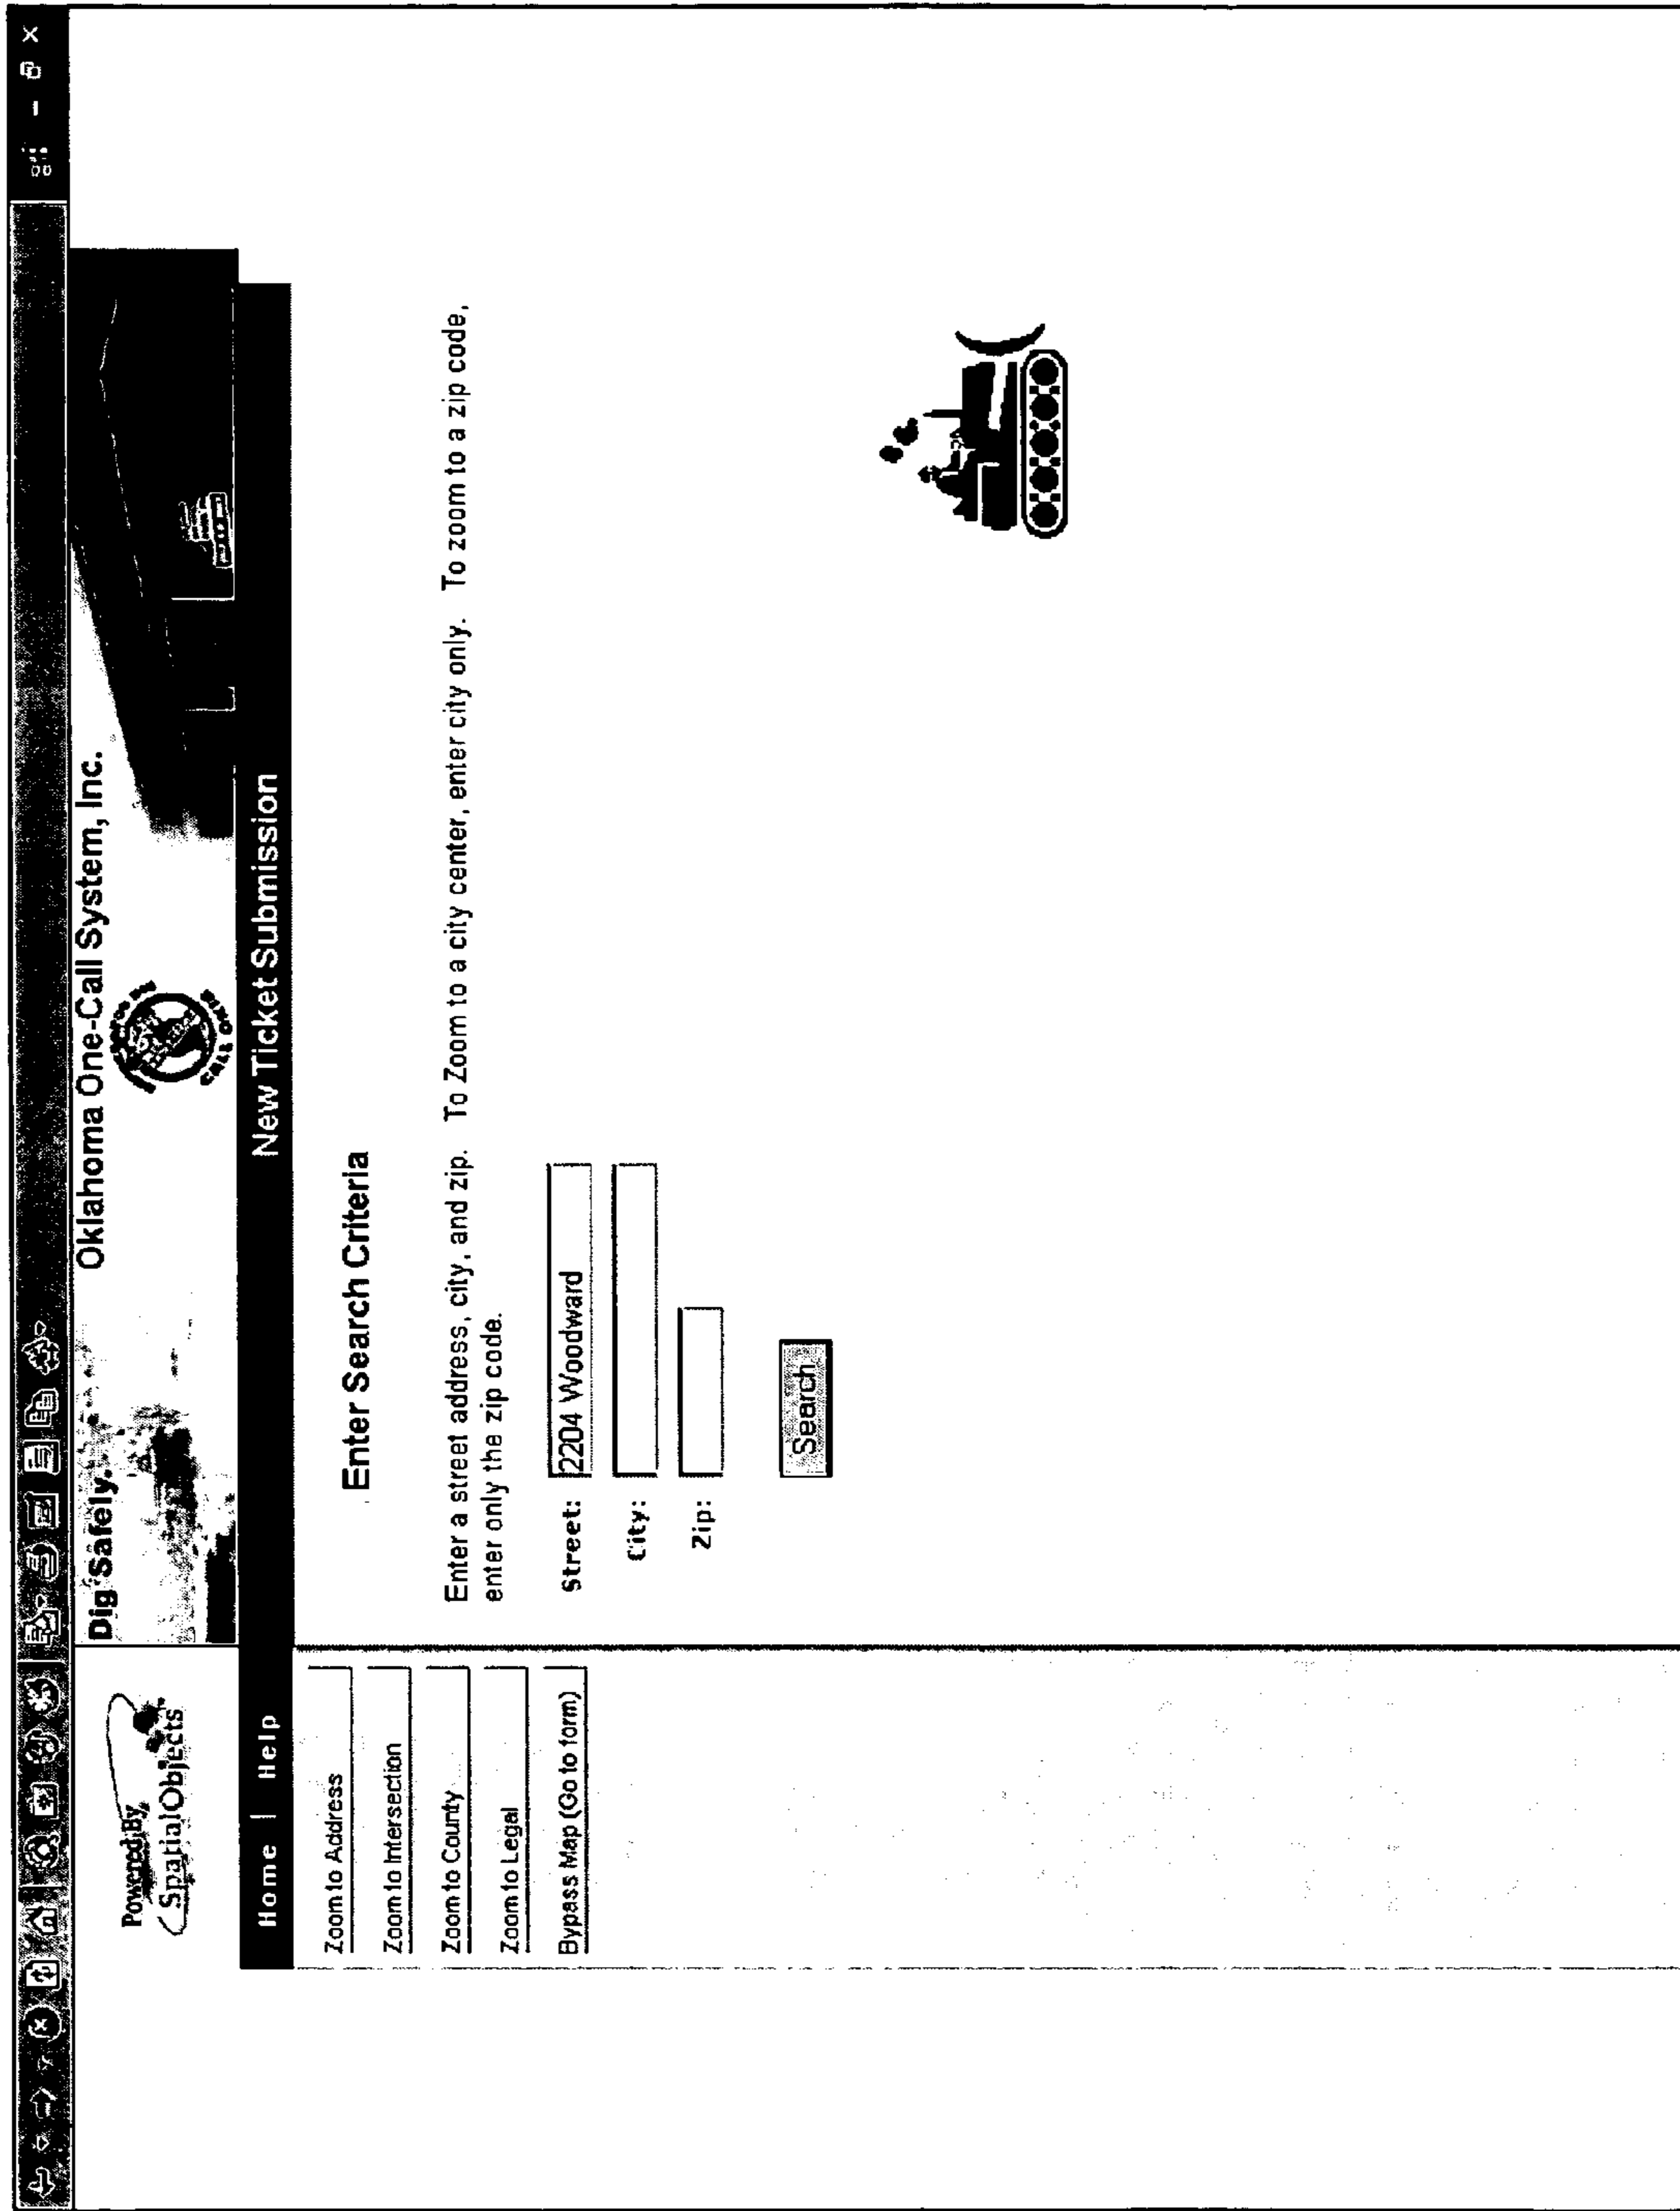 Powered By
SpatialObjects
Dig Safely.
Oklahoma One-Call System, Inc.
CALL OKIE
Home | Help
New Ticket Submission
Zoom to Address
Zoom to Intersection
Zoom to County
Zoom to Legal
Bypass Map (Go to form)
Enter Search Criteria
Enter a street address, city, and zip. To Zoom to a city center, enter city only. To zoom to a zip code,
enter only the zip code.
Street: 2204 Woodward
City:
Zip:
Search